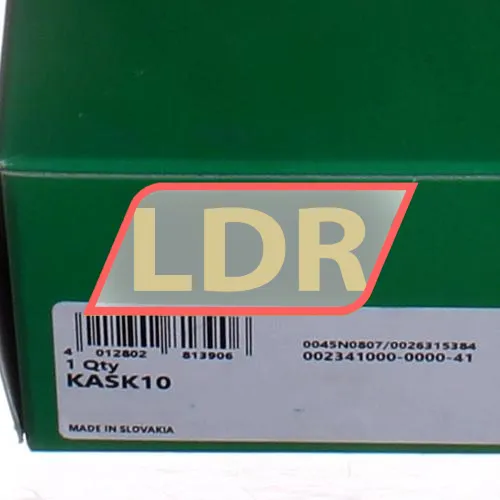 LDR
4 012802 813906
0045N0807/0026315384
002341000-0000-41
1 Qty
KASK10
MADE IN SLOVAKIA